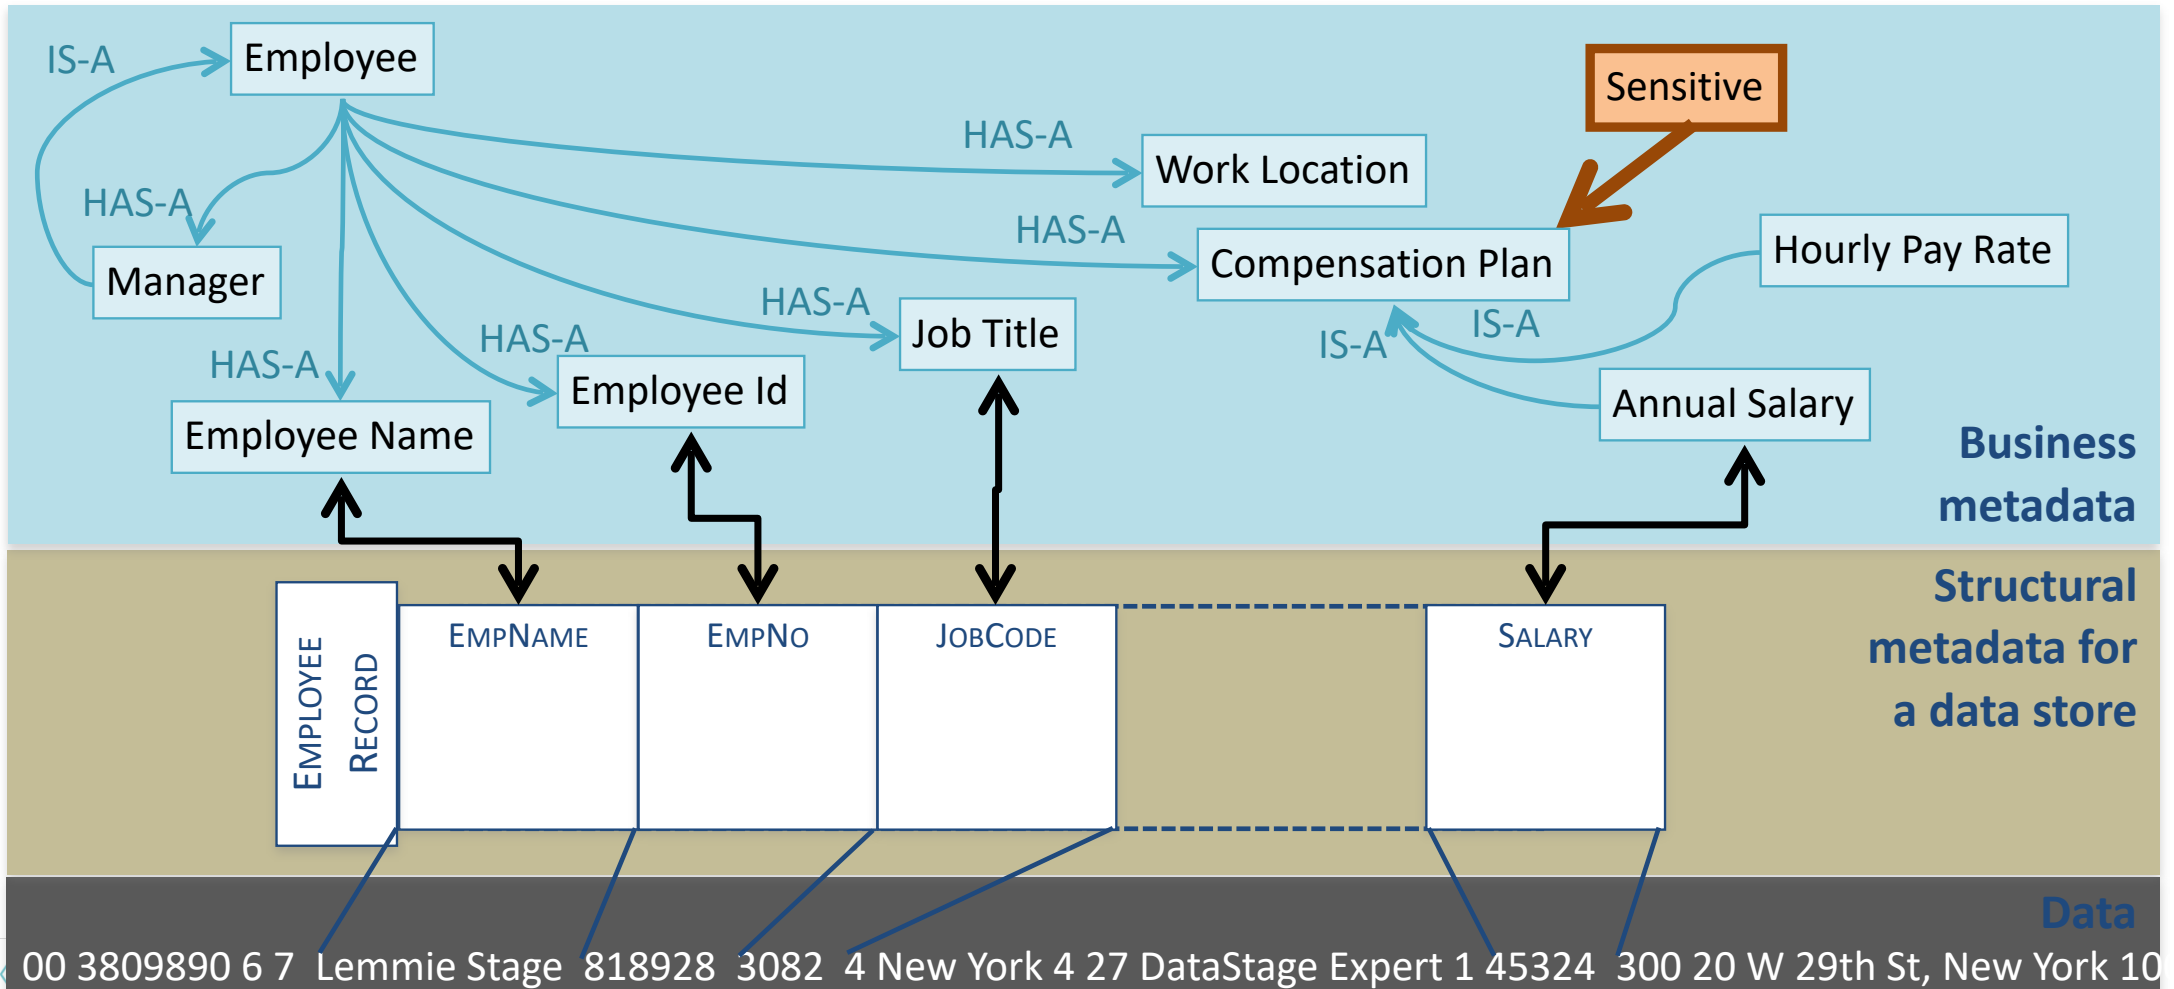 IS-A
Employee
Sensitive
HAS-A
Work Location
HAS-A
HAS-A
Compensation Plan
Hourly Pay Rate
Manager
HAS-A
Job Title
IS-A
IS-A
HAS-A
HAS-A
Employee Id
Annual Salary
Employee Name
Business
metadata
Structural
metadata for
a data store
EMPLOYEE
RECORD
EMPNAME
EMPNO
JOBCODE
SALARY
Data
00 3809890 6 7 Lemmie Stage 818928 3082 4 New York 4 27 DataStage Expert 1 45324 300 20 W 29th St, New York 10